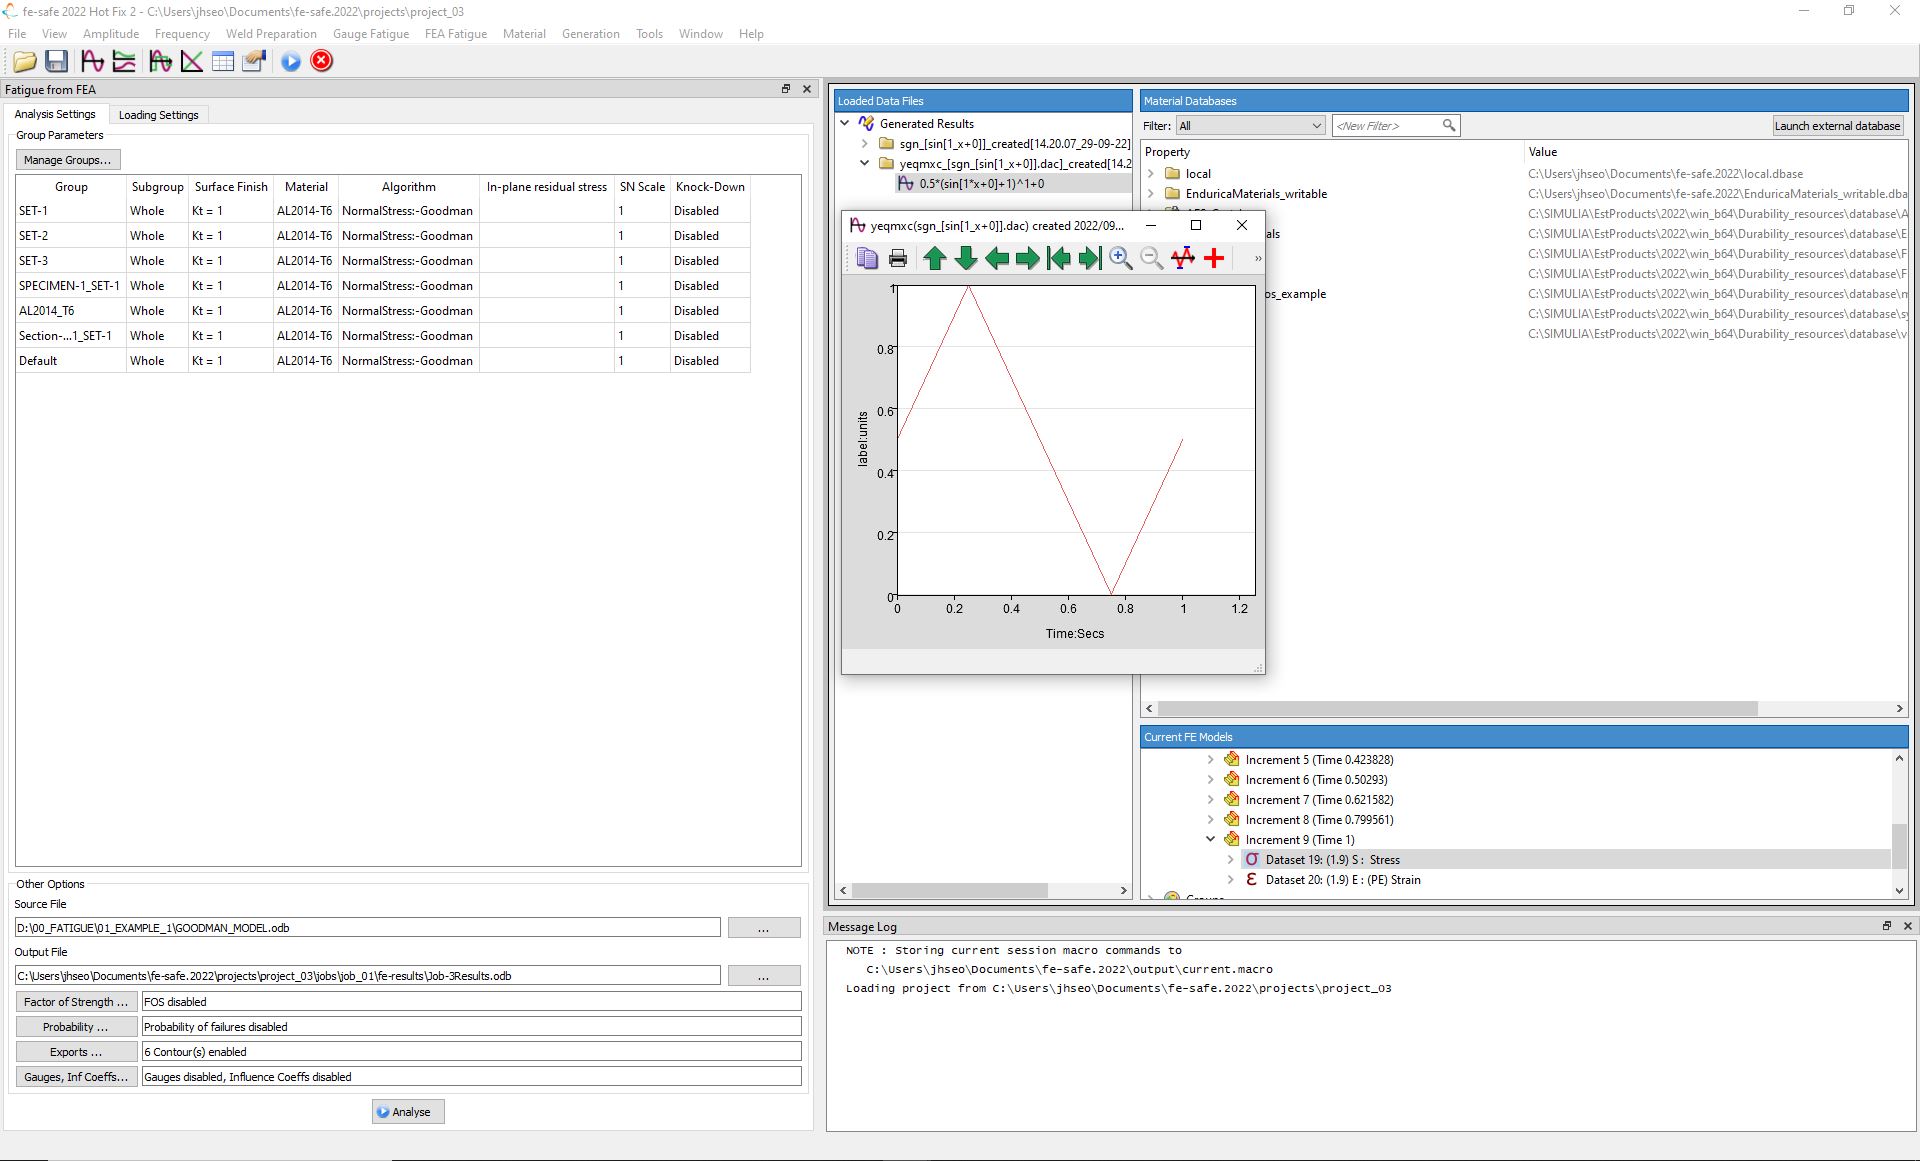 fe-safe 2022 Hot Fix 2 - C:\Users\jhseo\Documents\fe-safe.2022\projects\project_03
File View Amplitude Frequency Weld Preparation Gauge Fatigue FEA Fatigue Material Generation Tools Window Help
Fatigue from FEA
Analysis Settings Loading Settings
Group Parameters
Manage Groups...
Group Subgroup Surface Finish Material Algorithm In-plane residual stress SN Scale Knock-Down
SET-1 Whole Kt = 1 AL2014-T6 NormalStress:-Goodman 1 Disabled
SET-2 Whole Kt = 1 AL2014-T6 NormalStress:-Goodman 1 Disabled
SET-3 Whole Kt = 1 AL2014-T6 NormalStress:-Goodman 1 Disabled
SPECIMEN-1_SET-1 Whole Kt = 1 AL2014-T6 NormalStress:-Goodman 1 Disabled
AL2014_T6 Whole Kt = 1 AL2014-T6 NormalStress:-Goodman 1 Disabled
Section-...1_SET-1 Whole Kt = 1 AL2014-T6 NormalStress:-Goodman 1 Disabled
Default Whole Kt = 1 AL2014-T6 NormalStress:-Goodman 1 Disabled
Other Options
Source File
D:\00_FATIGUE\01_EXAMPLE_1\GOODMAN_MODEL.odb ...
Output File
C:\Users\jhseo\Documents\fe-safe.2022\projects\project_03\jobs\job_01\fe-results\Job-3Results.odb ...
Factor of Strength ... FOS disabled
Probability ... Probability of failures disabled
Exports ... 6 Contour(s) enabled
Gauges, Inf Coeffs... Gauges disabled, Influence Coeffs disabled
Analyse
Loaded Data Files
Generated Results
sgn_[sin[1_x+0]]_created[14.20.07_29-09-22]
yeqmxc_[sgn_[sin[1_x+0]].dac]_created[14.2
0.5*(sin[1*x+0]+1)^1+0
yeqmxc(sgn_[sin[1_x+0]].dac) created 2022/09...
1
0.8
0.6
0.4
0.2
0
label:units
0 0.2 0.4 0.6 0.8 1 1.2
Time:Secs
Material Databases
Filter: All <New Filter> Launch external database
Property Value
local C:\Users\jhseo\Documents\fe-safe.2022\local.dbase
EnduricaMaterials_writable C:\Users\jhseo\Documents\fe-safe.2022\EnduricaMaterials_writable.dba
C:\SIMULIA\EstProducts\2022\win_b64\Durability_resources\database\A
als C:\SIMULIA\EstProducts\2022\win_b64\Durability_resources\database\E
C:\SIMULIA\EstProducts\2022\win_b64\Durability_resources\database\F
C:\SIMULIA\EstProducts\2022\win_b64\Durability_resources\database\F
os_example C:\SIMULIA\EstProducts\2022\win_b64\Durability_resources\database\m
C:\SIMULIA\EstProducts\2022\win_b64\Durability_resources\database\sy
C:\SIMULIA\EstProducts\2022\win_b64\Durability_resources\database\v
Current FE Models
Increment 5 (Time 0.423828)
Increment 6 (Time 0.50293)
Increment 7 (Time 0.621582)
Increment 8 (Time 0.799561)
Increment 9 (Time 1)
Dataset 19: (1.9) S : Stress
Dataset 20: (1.9) E : (PE) Strain
Groups
Message Log
NOTE : Storing current session macro commands to
C:\Users\jhseo\Documents\fe-safe.2022\output\current.macro
Loading project from C:\Users\jhseo\Documents\fe-safe.2022\projects\project_03